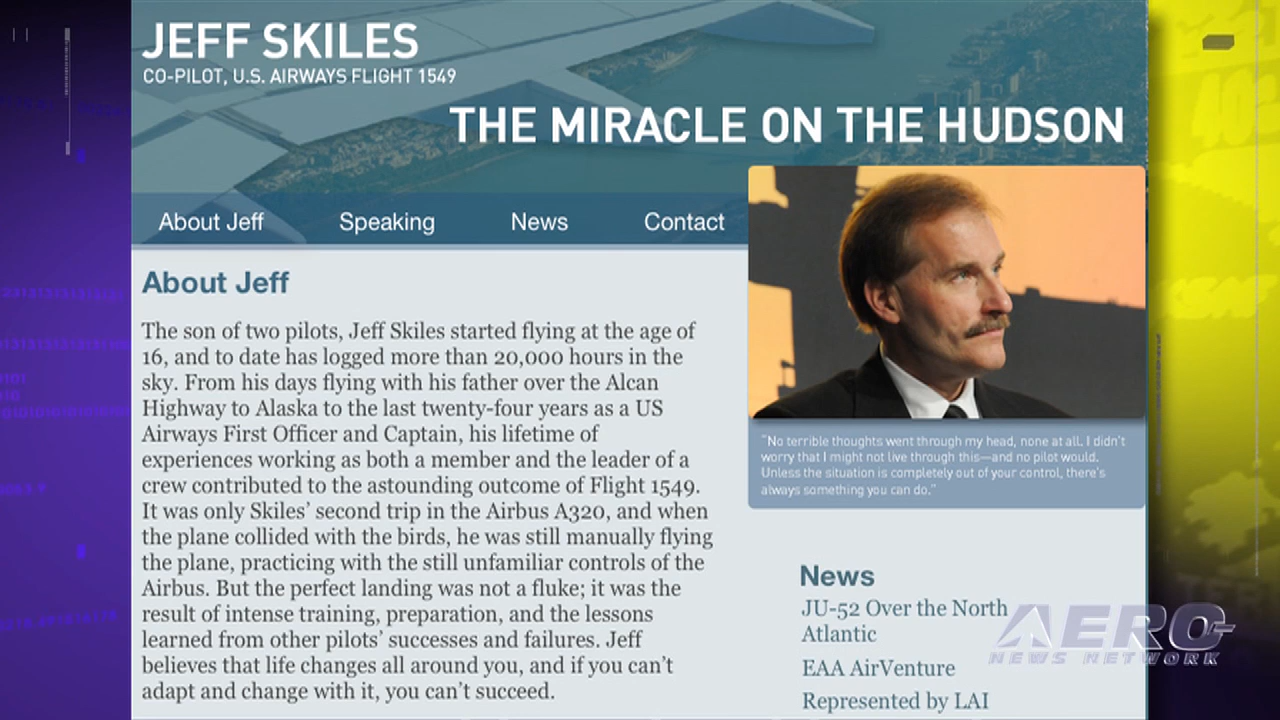 JEFF SKILES
CO-PILOT, U.S. AIRWAYS FLIGHT 1549
THE MIRACLE ON THE HUDSON
About Jeff
Speaking
News
Contact
About Jeff
The son of two pilots, Jeff Skiles started flying at the age of
16, and to date has logged more than 20,000 hours in the
sky. From his days flying with his father over the Alcan
Highway to Alaska to the last twenty-four years as a US
Airways First Officer and Captain, his lifetime of
experiences working as both a member and the leader of a
crew contributed to the astounding outcome of Flight 1549.
It was only Skiles’ second trip in the Airbus A320, and when
the plane collided with the birds, he was still manually flying
the plane, practicing with the still unfamiliar controls of the
Airbus. But the perfect landing was not a fluke; it was the
result of intense training, preparation, and the lessons
learned from other pilots’ successes and failures. Jeff
believes that life changes all around you, and if you can’t
adapt and change with it, you can’t succeed.
“No terrible thoughts went through my head, none at all. I didn’t
worry that I might not live through this—and no pilot would.
Unless the situation is completely out of your control, there’s
always something you can do.”
News
JU-52 Over the North
Atlantic
EAA AirVenture
Represented by LAI
AERO-
NEWS NETWORK